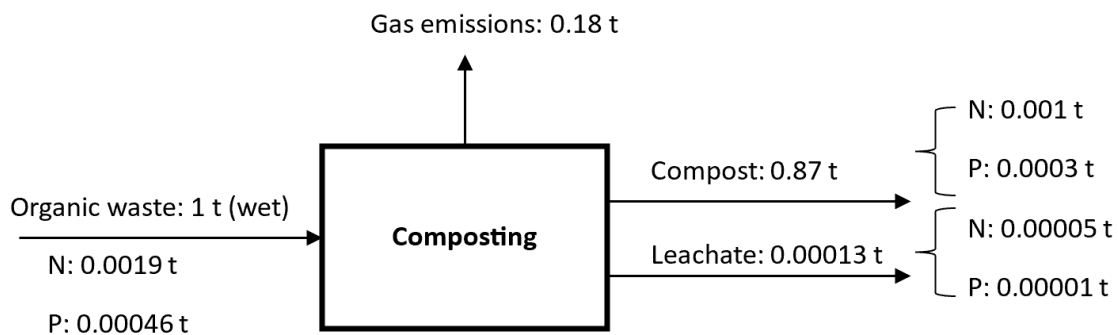 Gas emissions: 0.18 t
N: 0.001 t
Compost: 0.87 t
P: 0.0003 t
Organic waste: 1 t (wet)
Composting
N: 0.00005 t
Leachate: 0.00013 t
N: 0.0019 t
P: 0.00001 t
P: 0.00046 t